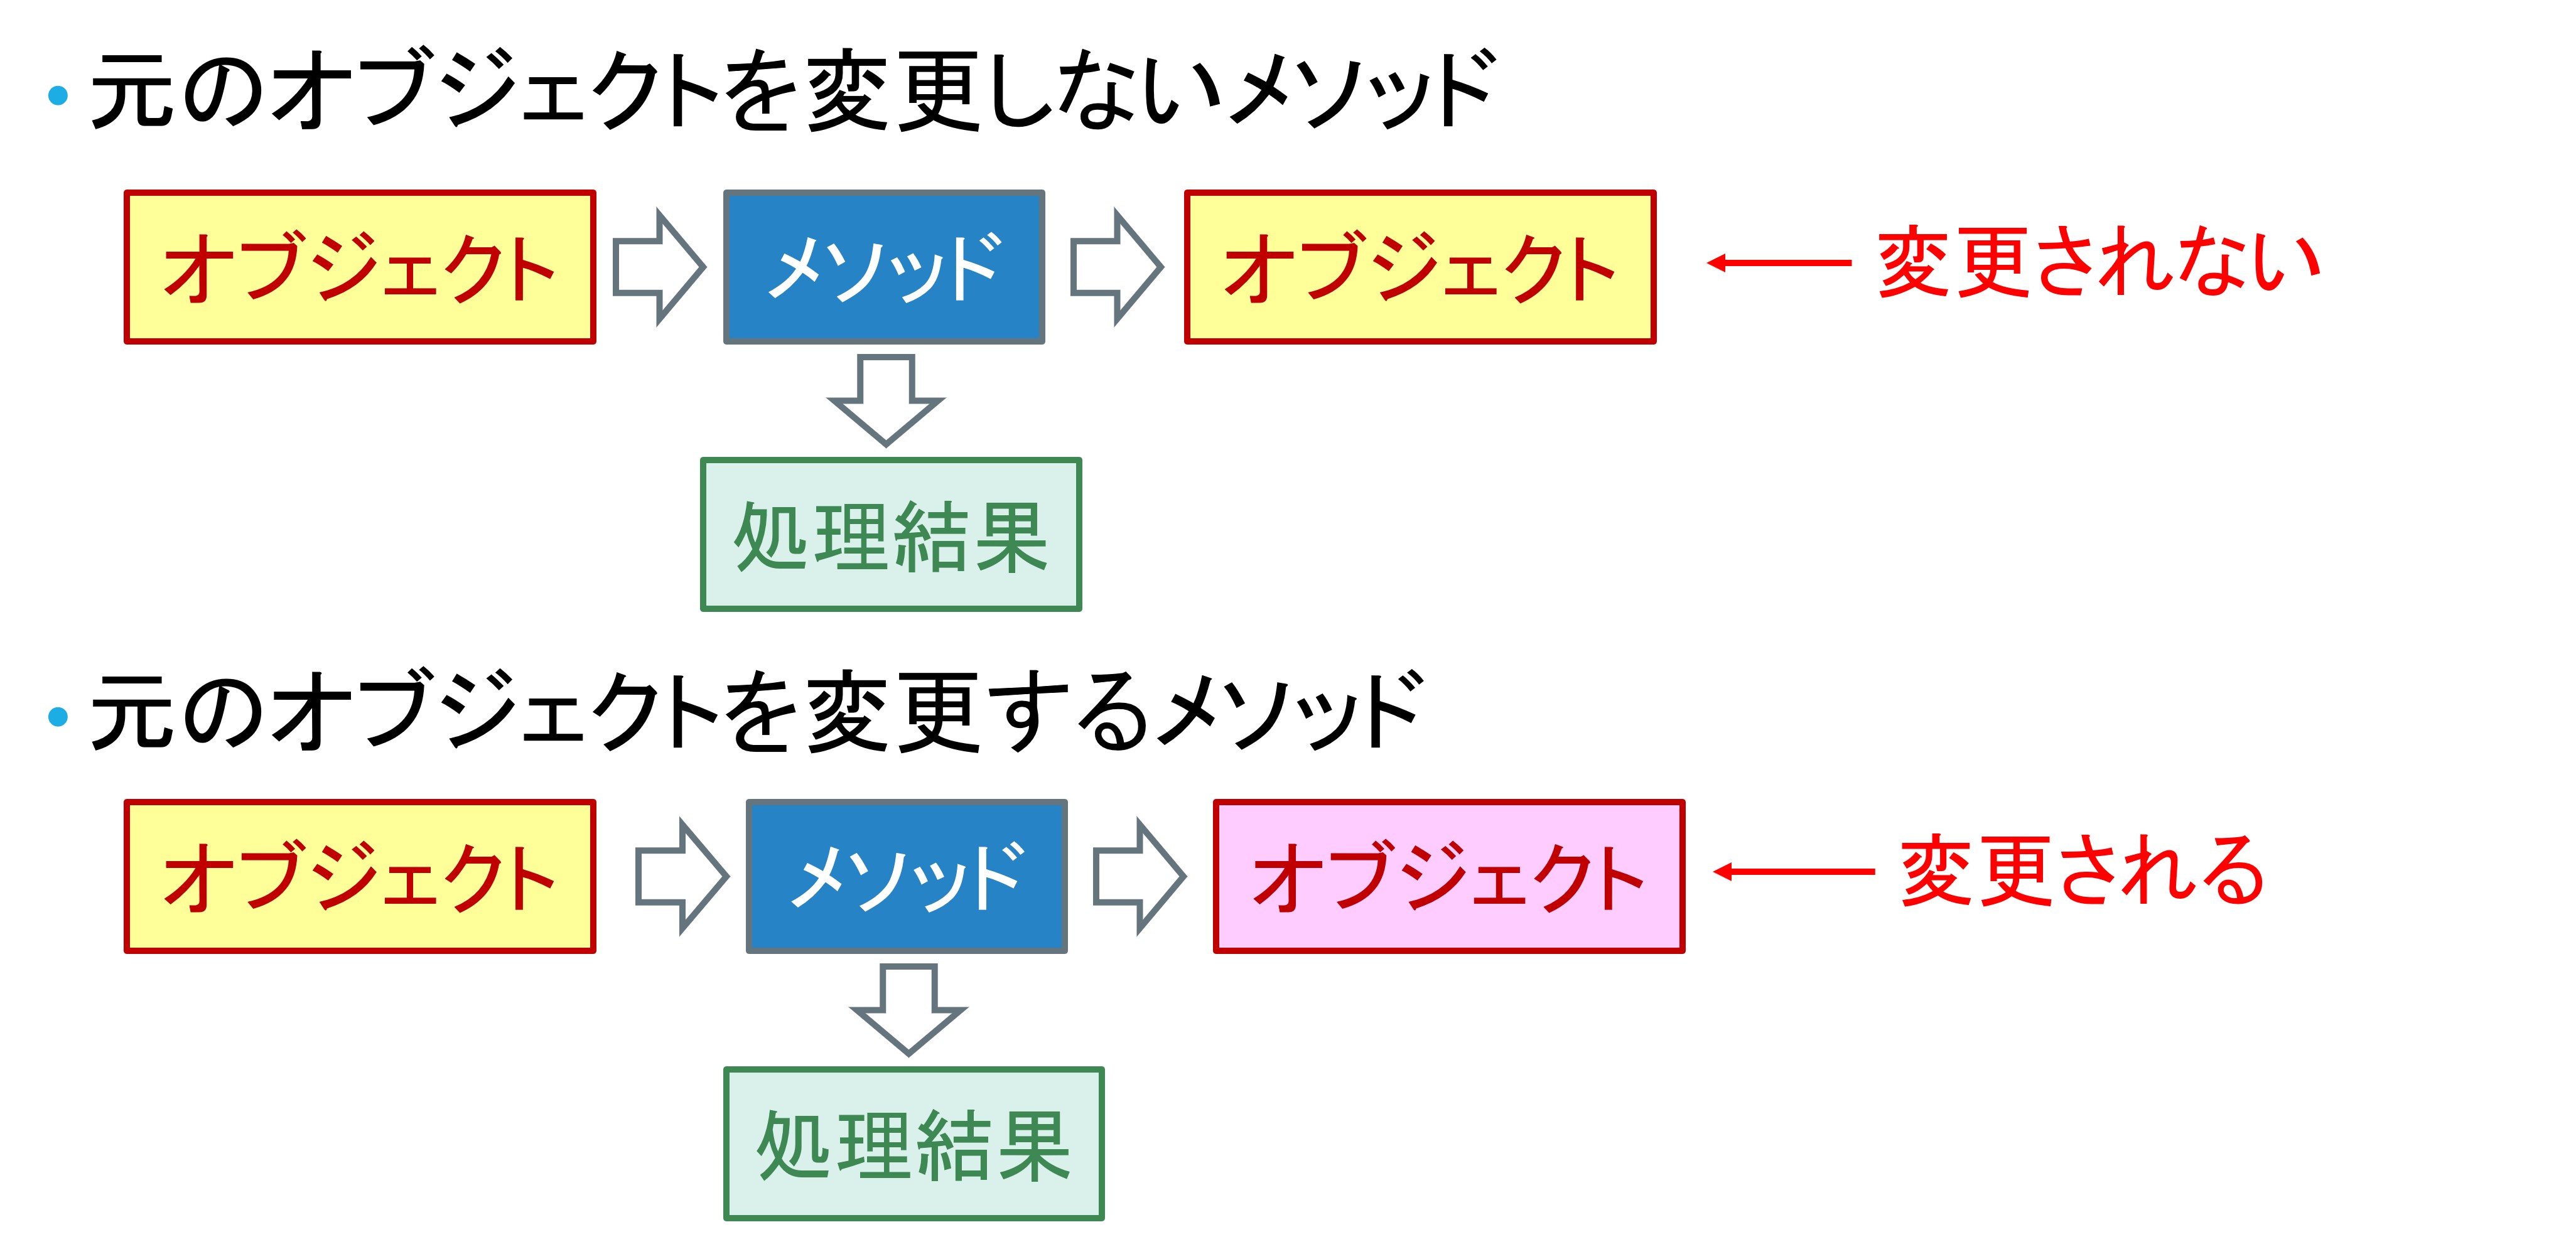 • 元のオブジェクトを変更しないメソッド
オブジェクト メソッド オブジェクト 変更されない
処理結果
• 元のオブジェクトを変更するメソッド
オブジェクト メソッド オブジェクト 変更される
処理結果